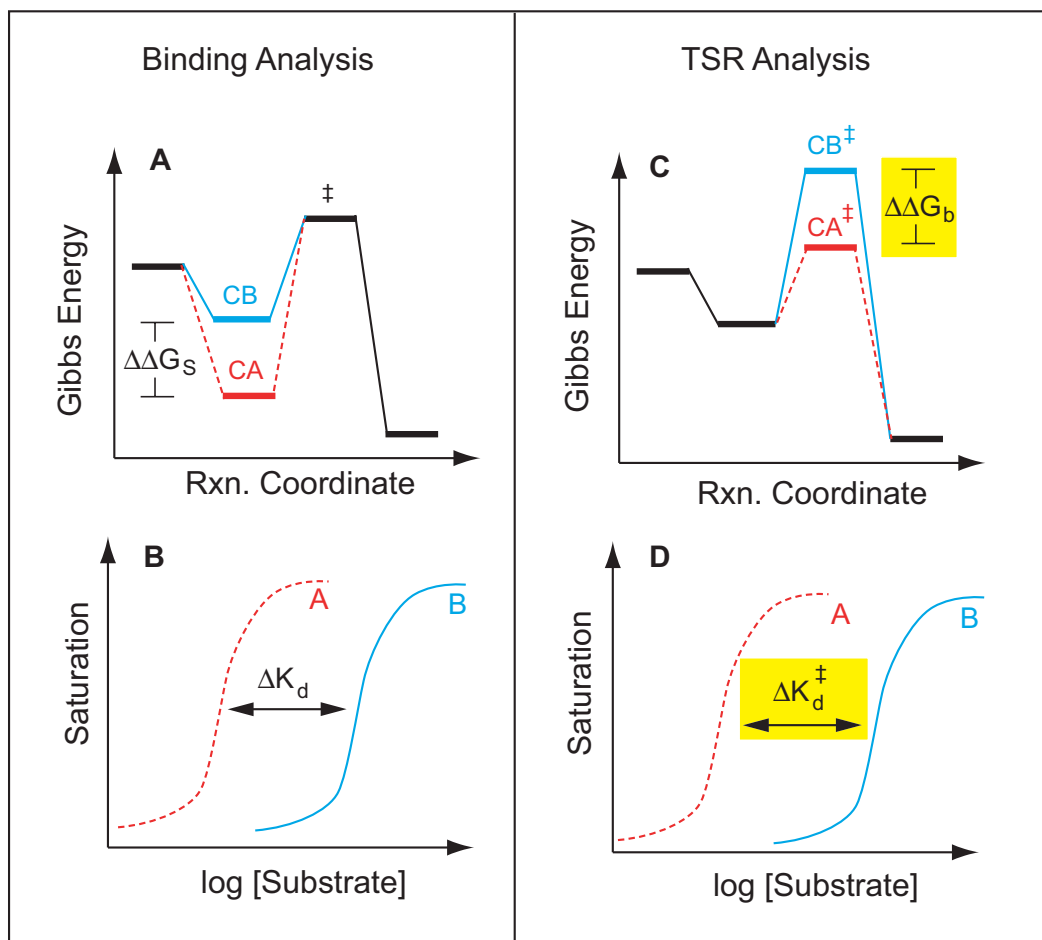 Binding Analysis
A
‡
CB
CA
ΔΔG_S
Gibbs Energy
Rxn. Coordinate
B
A
B
ΔK_d
Saturation
log [Substrate]
TSR Analysis
C
CB‡
CA‡
ΔΔG_b
Gibbs Energy
Rxn. Coordinate
D
A
B
ΔK_d‡
Saturation
log [Substrate]